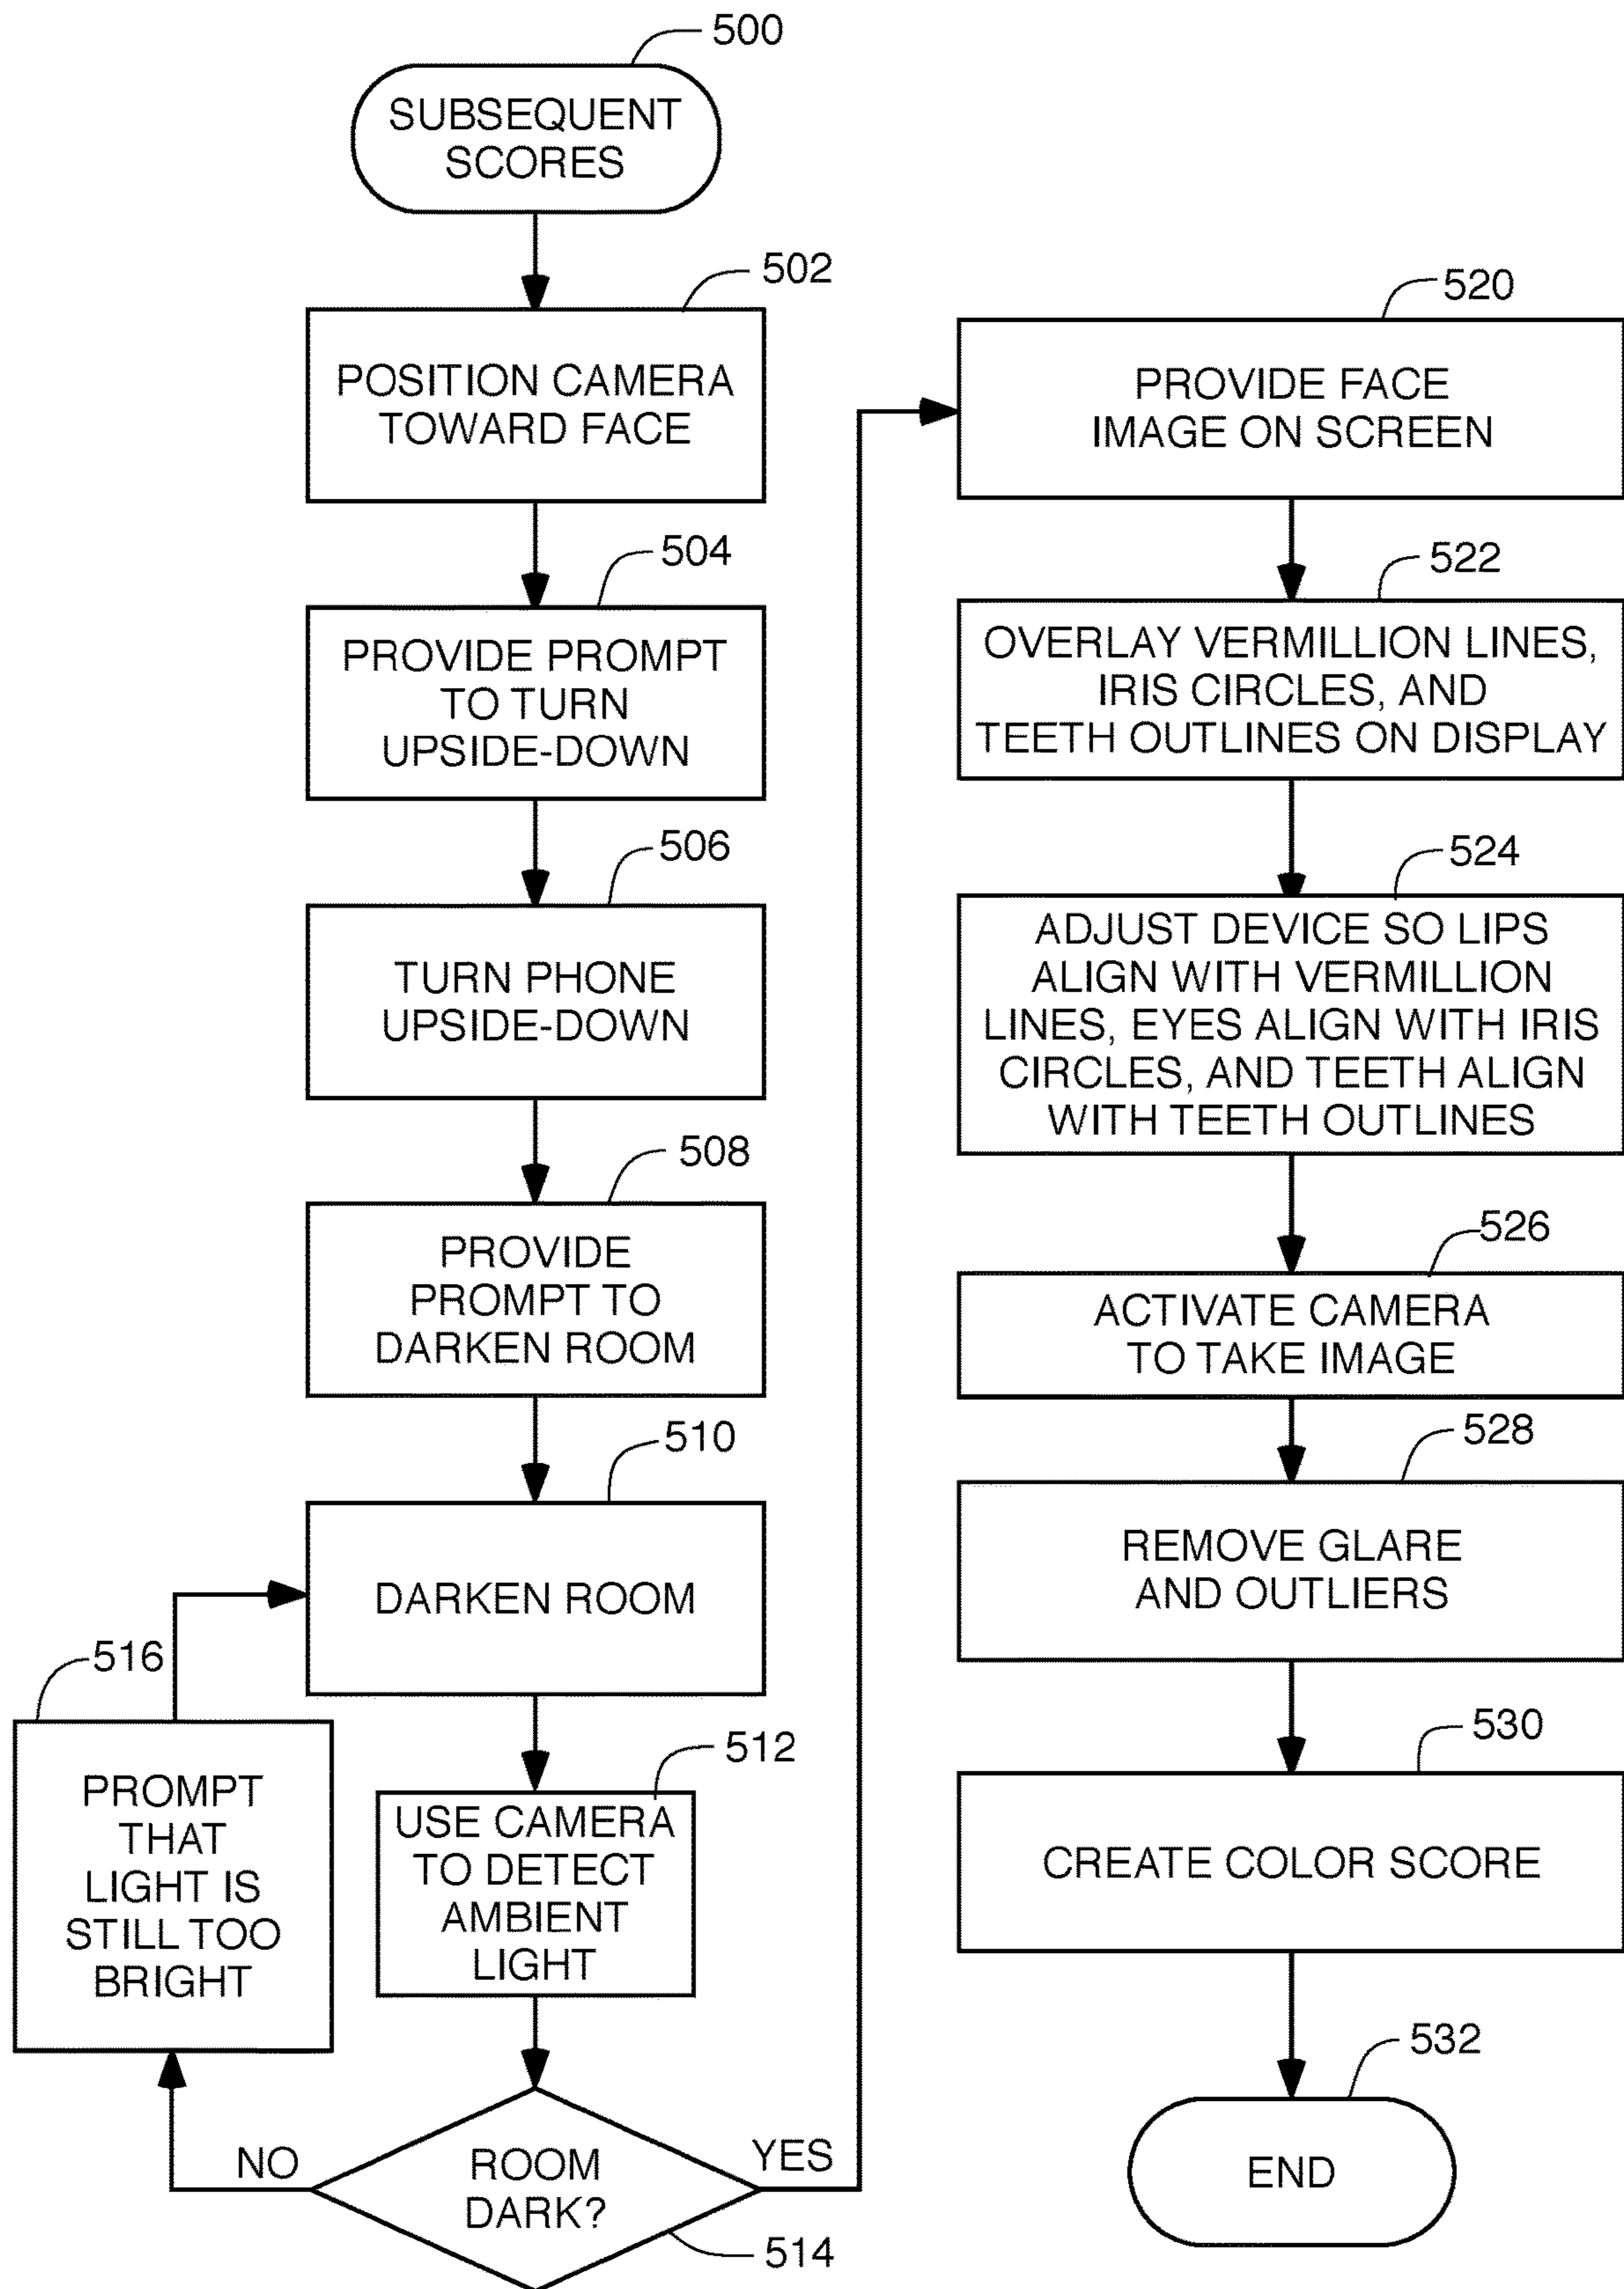 500
SUBSEQUENT
SCORES
502
POSITION CAMERA
TOWARD FACE
504
PROVIDE PROMPT
TO TURN
UPSIDE-DOWN
506
TURN PHONE
UPSIDE-DOWN
508
PROVIDE
PROMPT TO
DARKEN ROOM
510
DARKEN ROOM
516
PROMPT
THAT
LIGHT IS
STILL TOO
BRIGHT
512
USE CAMERA
TO DETECT
AMBIENT
LIGHT
NO
ROOM
DARK?
YES
514
520
PROVIDE FACE
IMAGE ON SCREEN
522
OVERLAY VERMILLION LINES,
IRIS CIRCLES, AND
TEETH OUTLINES ON DISPLAY
524
ADJUST DEVICE SO LIPS
ALIGN WITH VERMILLION
LINES, EYES ALIGN WITH IRIS
CIRCLES, AND TEETH ALIGN
WITH TEETH OUTLINES
526
ACTIVATE CAMERA
TO TAKE IMAGE
528
REMOVE GLARE
AND OUTLIERS
530
CREATE COLOR SCORE
532
END